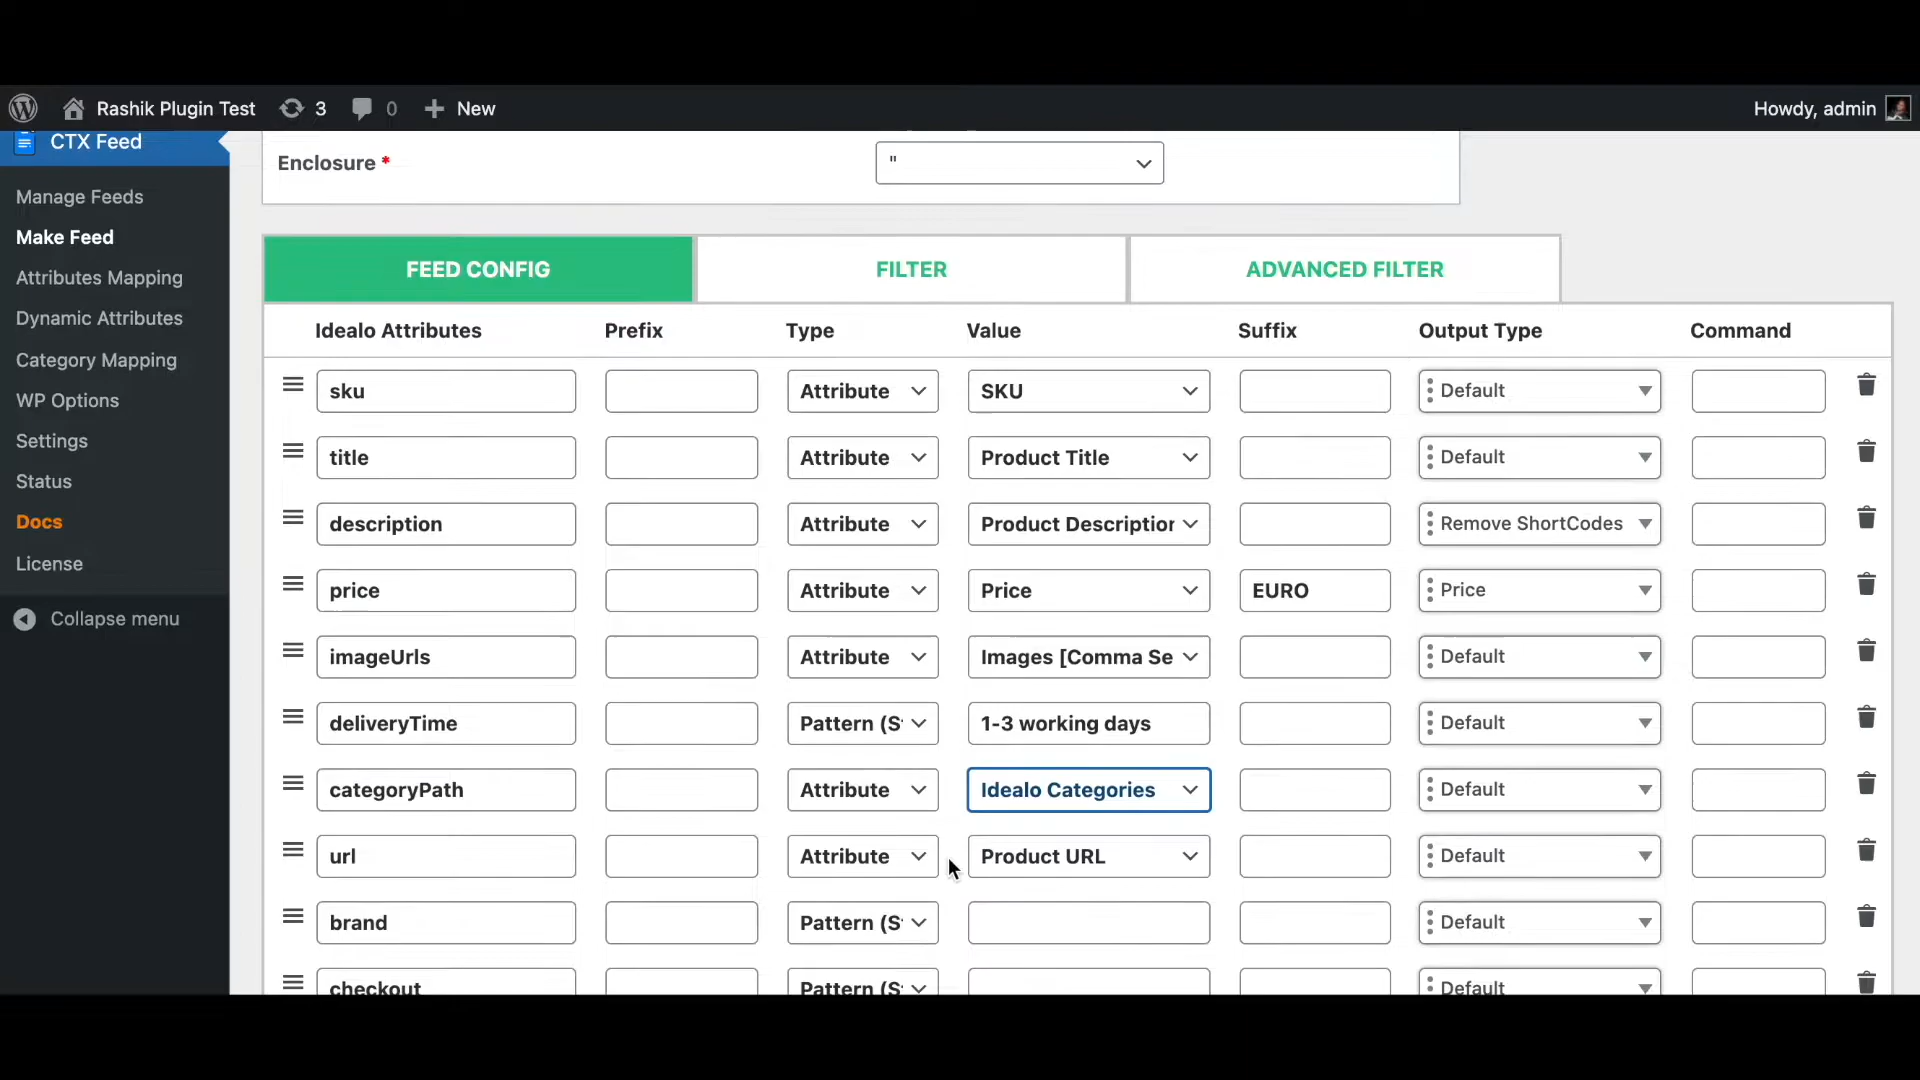 Rashik Plugin Test 3 0 New Howdy, admin
CTX Feed
Manage Feeds
Make Feed
Attributes Mapping
Dynamic Attributes
Category Mapping
WP Options
Settings
Status
Docs
License
Collapse menu
Enclosure * "
FEED CONFIG FILTER ADVANCED FILTER
Idealo Attributes Prefix Type Value Suffix Output Type Command
sku Attribute SKU Default
title Attribute Product Title Default
description Attribute Product Description Remove ShortCodes
price Attribute Price EURO Price
imageUrls Attribute Images [Comma Se Default
deliveryTime Pattern (S 1-3 working days Default
categoryPath Attribute Idealo Categories Default
url Attribute Product URL Default
brand Pattern (S Default
checkout Pattern (S Default